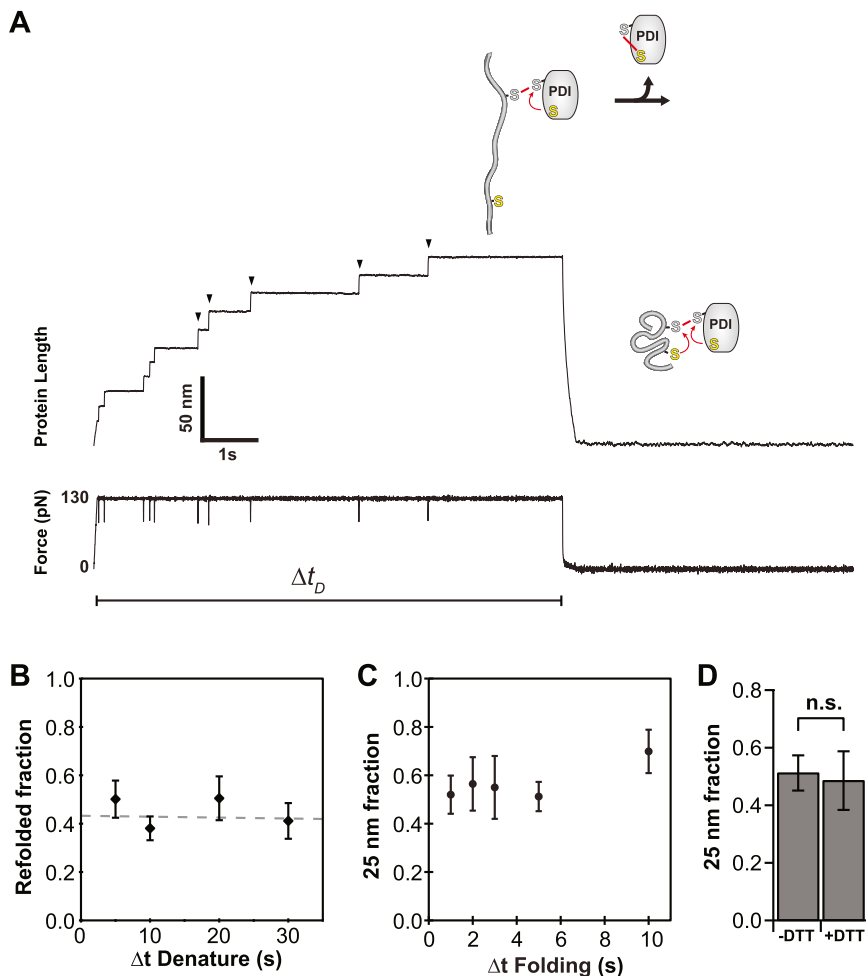 A
S
PDI
S
S
S
PDI
S
S
S
S
PDI
S
S
Protein Length
50 nm
1s
Force (pN)
130
0
Δt_D
B
Refolded fraction
1.0
0.8
0.6
0.4
0.2
0.0
0 10 20 30
Δt Denature (s)
C
25 nm fraction
1.0
0.8
0.6
0.4
0.2
0.0
0 2 4 6 8 10
Δt Folding (s)
D
25 nm fraction
0.8
0.6
0.4
0.2
0.0
n.s.
-DTT +DTT